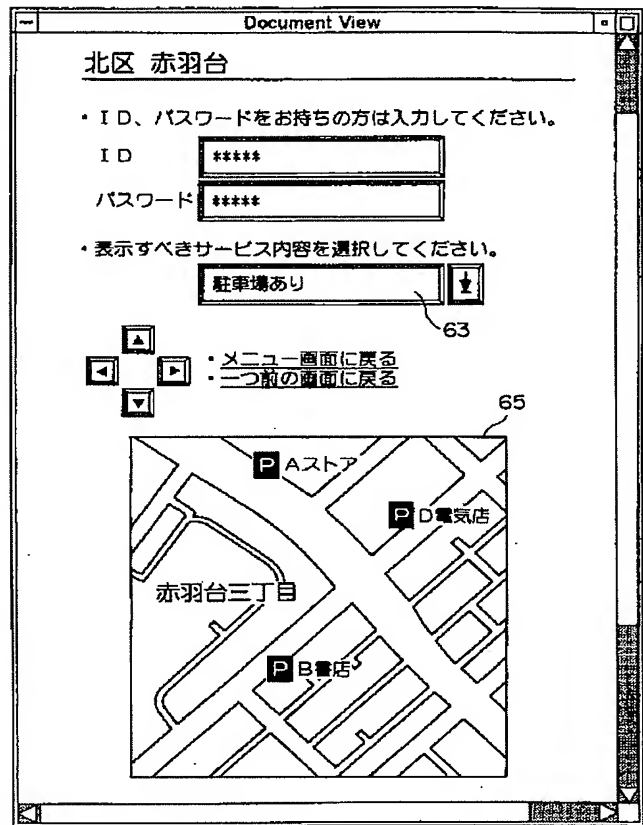 Document View
北区 赤羽台
・ID、パスワードをお持ちの方は入力してください。
ID *****
パスワード *****
・表示すべきサービス内容を選択してください。
駐車場あり
63
・メニュー画面に戻る
・一つ前の画面に戻る
65
P Aストア
P D電気店
赤羽台三丁目
P B書店